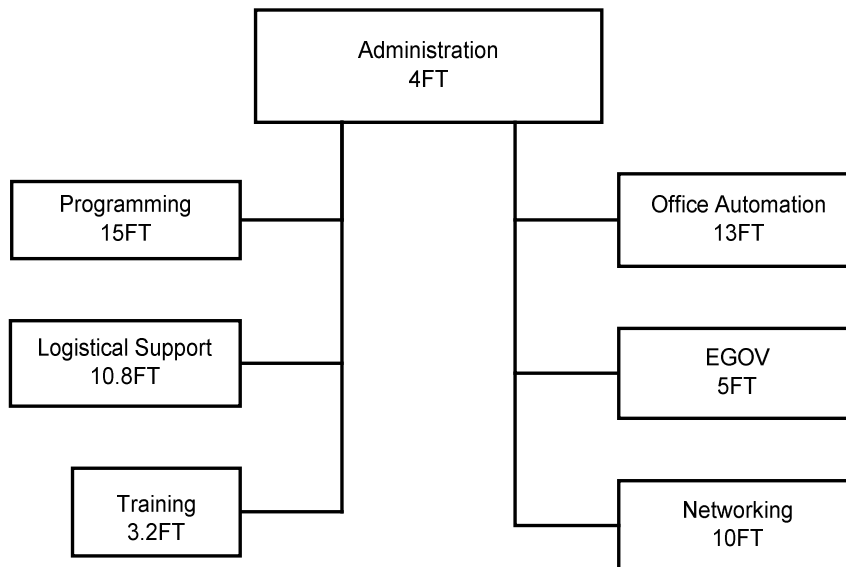 Administration
4FT
Programming
15FT
Office Automation
13FT
Logistical Support
10.8FT
EGOV
5FT
Training
3.2FT
Networking
10FT